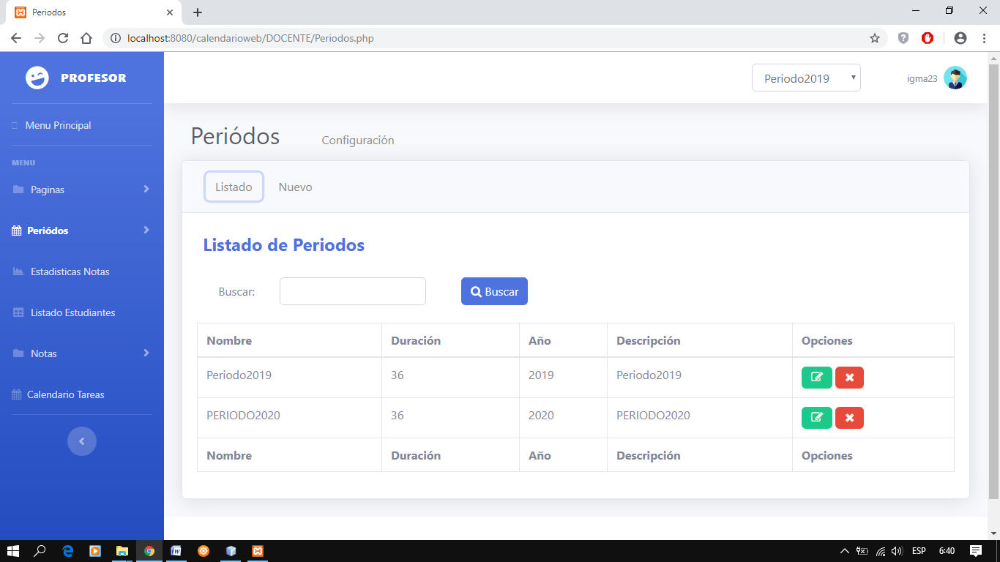 Periodos
localhost:8080/calendarioweb/DOCENTE/Periodos.php
PROFESOR
Periodo2019
igma23
Menu Principal
Periódos
Configuración
MENU
Paginas
Listado
Nuevo
Periódos
Listado de Periodos
Estadisticas Notas
Buscar:
Buscar
Listado Estudiantes
Nombre Duración Año Descripción Opciones
Notas
Periodo2019 36 2019 Periodo2019
Calendario Tareas
PERIODO2020 36 2020 PERIODO2020
Nombre Duración Año Descripción Opciones
ESP 6:40